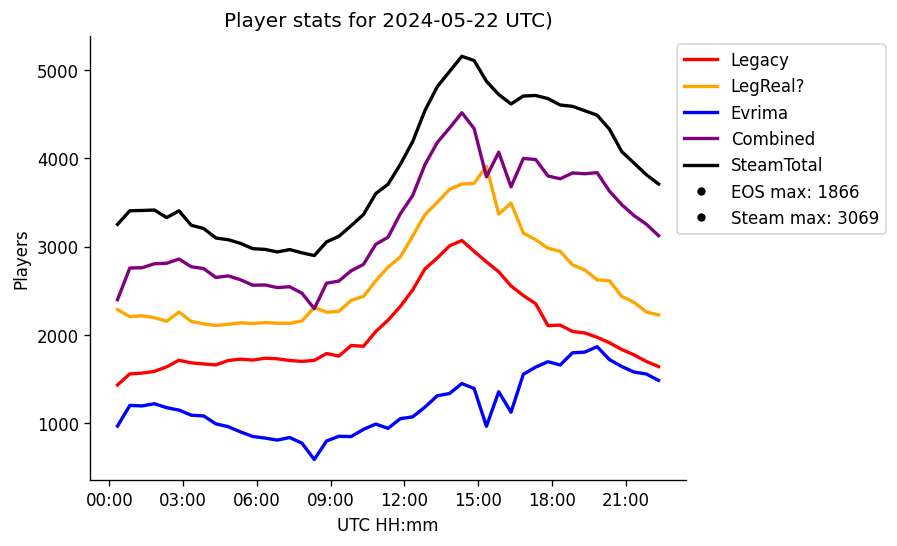 Player stats for 2024-05-22 UTC)
Legacy
LegReal?
Evrima
Combined
SteamTotal
EOS max: 1866
Steam max: 3069
Players
5000
4000
3000
2000
1000
00:00 03:00 06:00 09:00 12:00 15:00 18:00 21:00
UTC HH:mm